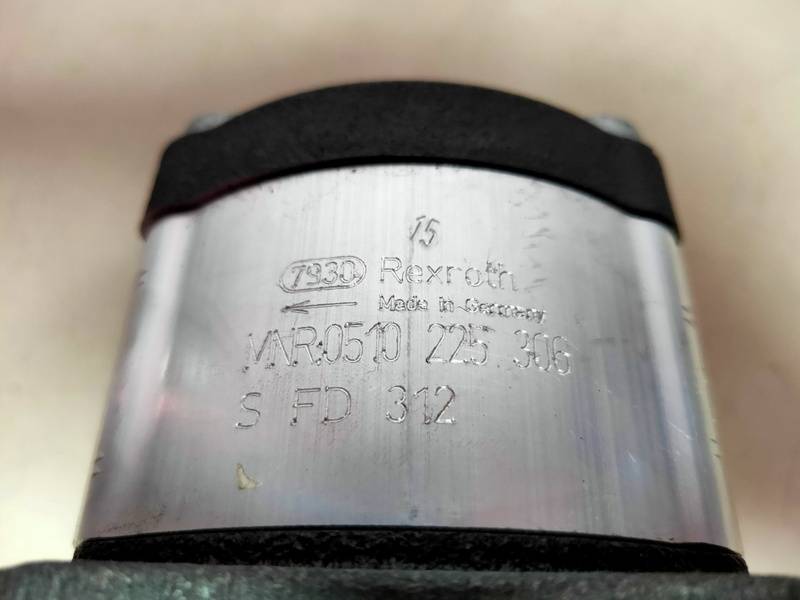 15
7930 Rexroth
Made in Germany
MNR:0510 225 306
S FD 312